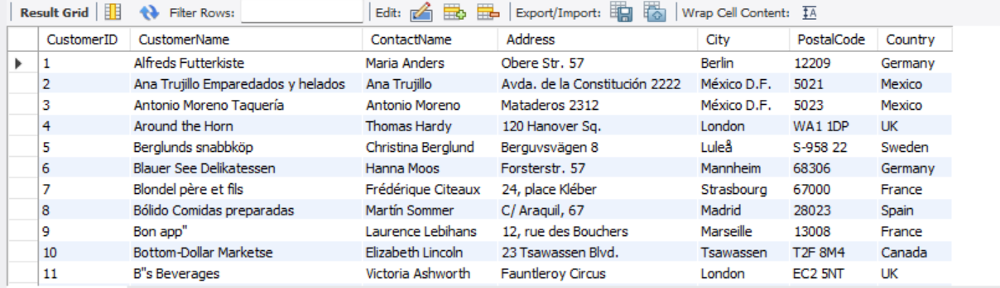 Result Grid Filter Rows: Edit: Export/Import: Wrap Cell Content: IA
CustomerID CustomerName ContactName Address City PostalCode Country
1 Alfreds Futterkiste Maria Anders Obere Str. 57 Berlin 12209 Germany
2 Ana Trujillo Emparedados y helados Ana Trujillo Avda. de la Constitución 2222 México D.F. 5021 Mexico
3 Antonio Moreno Taquería Antonio Moreno Mataderos 2312 México D.F. 5023 Mexico
4 Around the Horn Thomas Hardy 120 Hanover Sq. London WA1 1DP UK
5 Berglunds snabbköp Christina Berglund Berguvsvägen 8 Luleå S-958 22 Sweden
6 Blauer See Delikatessen Hanna Moos Forsterstr. 57 Mannheim 68306 Germany
7 Blondel père et fils Frédérique Citeaux 24, place Kléber Strasbourg 67000 France
8 Bólido Comidas preparadas Martín Sommer C/ Araquil, 67 Madrid 28023 Spain
9 Bon app" Laurence Lebihans 12, rue des Bouchers Marseille 13008 France
10 Bottom-Dollar Marketse Elizabeth Lincoln 23 Tsawassen Blvd. Tsawassen T2F 8M4 Canada
11 B"s Beverages Victoria Ashworth Fauntleroy Circus London EC2 5NT UK